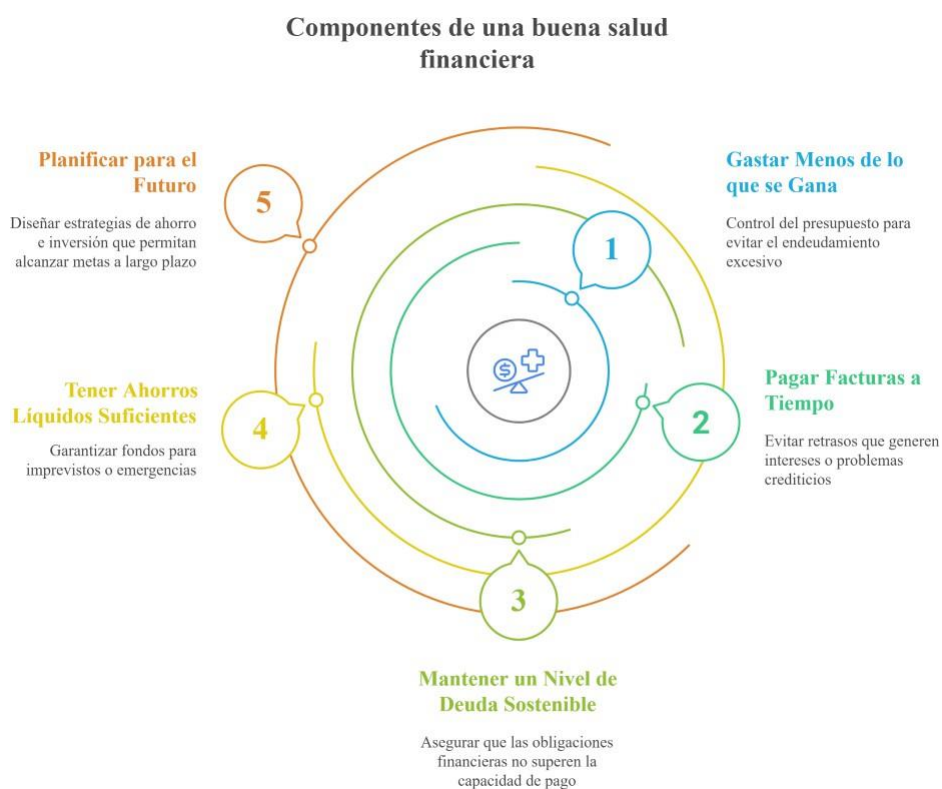 Componentes de una buena salud
financiera
Gastar Menos de lo
que se Gana
Control del presupuesto para
evitar el endeudamiento
excesivo
1
Pagar Facturas a
Tiempo
Evitar retrasos que generen
intereses o problemas
crediticios
2
3
Mantener un Nivel de
Deuda Sostenible
Asegurar que las obligaciones
financieras no superen la
capacidad de pago
Tener Ahorros
Líquidos Suficientes
Garantizar fondos para
imprevistos o emergencias
4
Planificar para el
Futuro
Diseñar estrategias de ahorro
e inversión que permitan
alcanzar metas a largo plazo
5
$